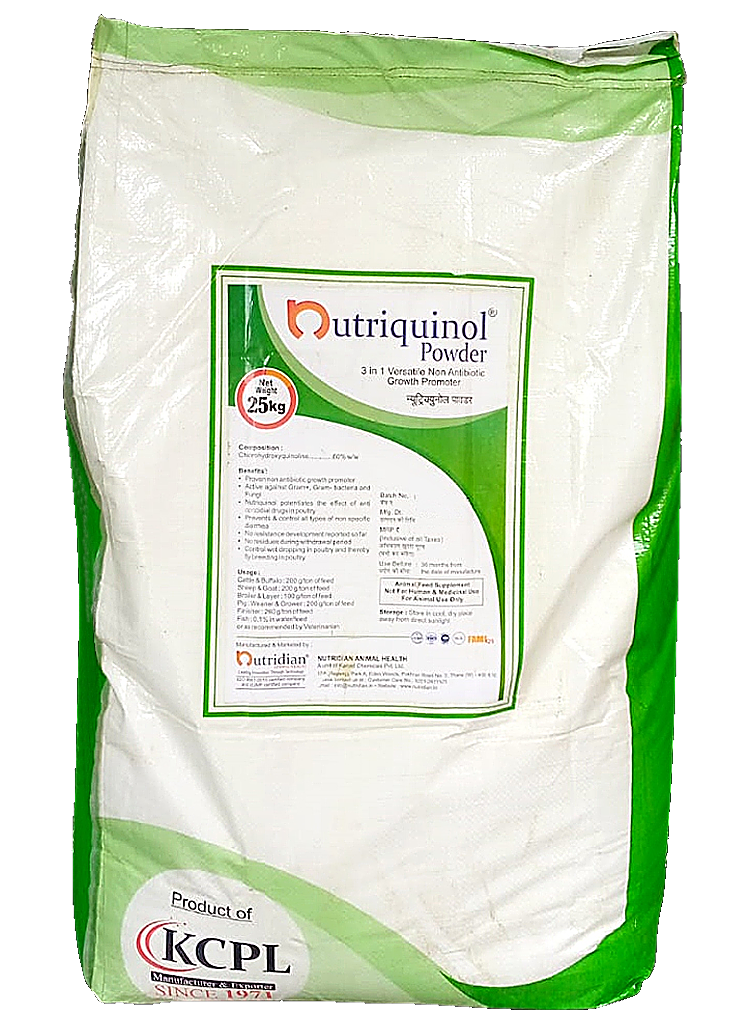 Nutriquinol®
Powder
3 in 1 Versatile Non Antibiotic
Growth Promoter
न्यूट्रिक्युनोल पावडर
Net
Weight
25kg
Composition :
Chlorohydroxyquinoline.......... 60% w/w
Benefits:
• Proven non antibiotic growth promoter
• Active against Gram+, Gram- bacteria and
Fungi
• Nutriquinol potentiates the effect of anti
coccidial drugs in poultry
• Prevents & control all types of non specific
diarrhea
• No resistance development reported so far
• No residues during withdrawal period
• Control wet dropping in poultry and thereby
fly breeding in poultry
Usage :
Cattle & Buffalo : 200 g/ton of feed
Sheep & Goat : 200 g/ton of feed
Broiler & Layer : 100 g/ton of feed
Pig : Weaner & Grower : 200 g/ton of feed
Finisher : 260 g/ton of feed
Fish : 0.1% in water/feed
or as recommended by Veterinarian
Batch No. :
Mfg. Dt.
MRP ₹
(Inclusive of all Taxes)
Use Before : 36 months from
the date of manufacture
Animal Feed Supplement
Not For Human & Medicinal Use
For Animal Use Only
Storage : Store in cool, dry place
away from direct sunlight
FAMI
Manufactured & Marketed by :
Nutridian
Leading Innovation Through Technology
NUTRIDIAN ANIMAL HEALTH
Product of
KCPL
Manufacturer & Exporter
SINCE 1971